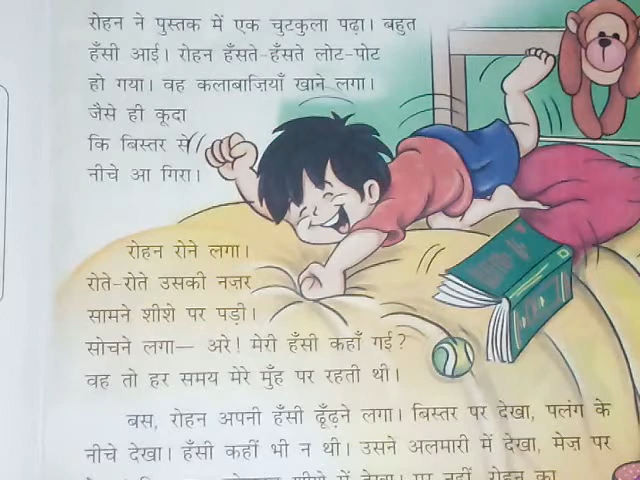 रोहन ने पुस्तक में एक चुटकुला पढ़ा। बहुत
हँसी आई। रोहन हँसते-हँसते लोट-पोट
हो गया। वह कलाबाज़ियाँ खाने लगा।
जैसे ही कूदा
कि बिस्तर से
नीचे आ गिरा।
रोहन रोने लगा।
रोते-रोते उसकी नज़र
सामने शीशे पर पड़ी।
सोचने लगा— अरे! मेरी हँसी कहाँ गई?
वह तो हर समय मेरे मुँह पर रहती थी।
बस, रोहन अपनी हँसी ढूँढ़ने लगा। बिस्तर पर देखा, पलंग के
नीचे देखा। हँसी कहीं भी न थी। उसने अलमारी में देखा, मेज़ पर